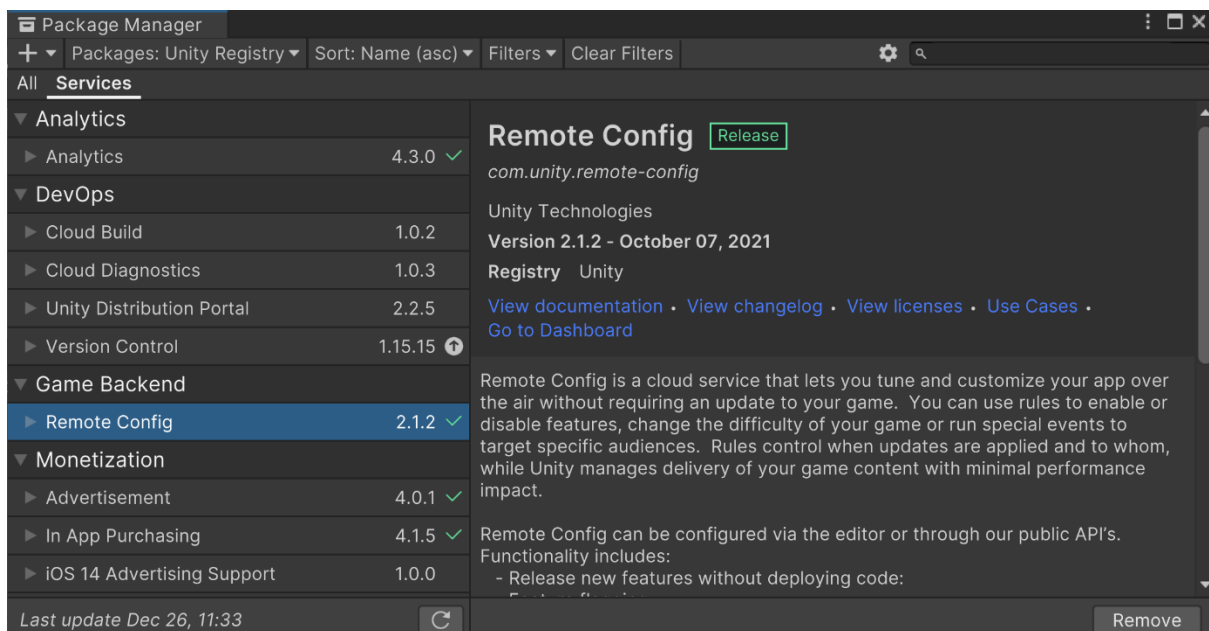 Package Manager
Packages: Unity Registry Sort: Name (asc) Filters Clear Filters
All Services
Analytics
Analytics 4.3.0
DevOps
Cloud Build 1.0.2
Cloud Diagnostics 1.0.3
Unity Distribution Portal 2.2.5
Version Control 1.15.15
Game Backend
Remote Config 2.1.2
Monetization
Advertisement 4.0.1
In App Purchasing 4.1.5
iOS 14 Advertising Support 1.0.0
Last update Dec 26, 11:33
Remote Config Release
com.unity.remote-config
Unity Technologies
Version 2.1.2 - October 07, 2021
Registry Unity
View documentation • View changelog • View licenses • Use Cases •
Go to Dashboard
Remote Config is a cloud service that lets you tune and customize your app over
the air without requiring an update to your game. You can use rules to enable or
disable features, change the difficulty of your game or run special events to
target specific audiences. Rules control when updates are applied and to whom,
while Unity manages delivery of your game content with minimal performance
impact.
Remote Config can be configured via the editor or through our public API's.
Functionality includes:
- Release new features without deploying code:
Remove